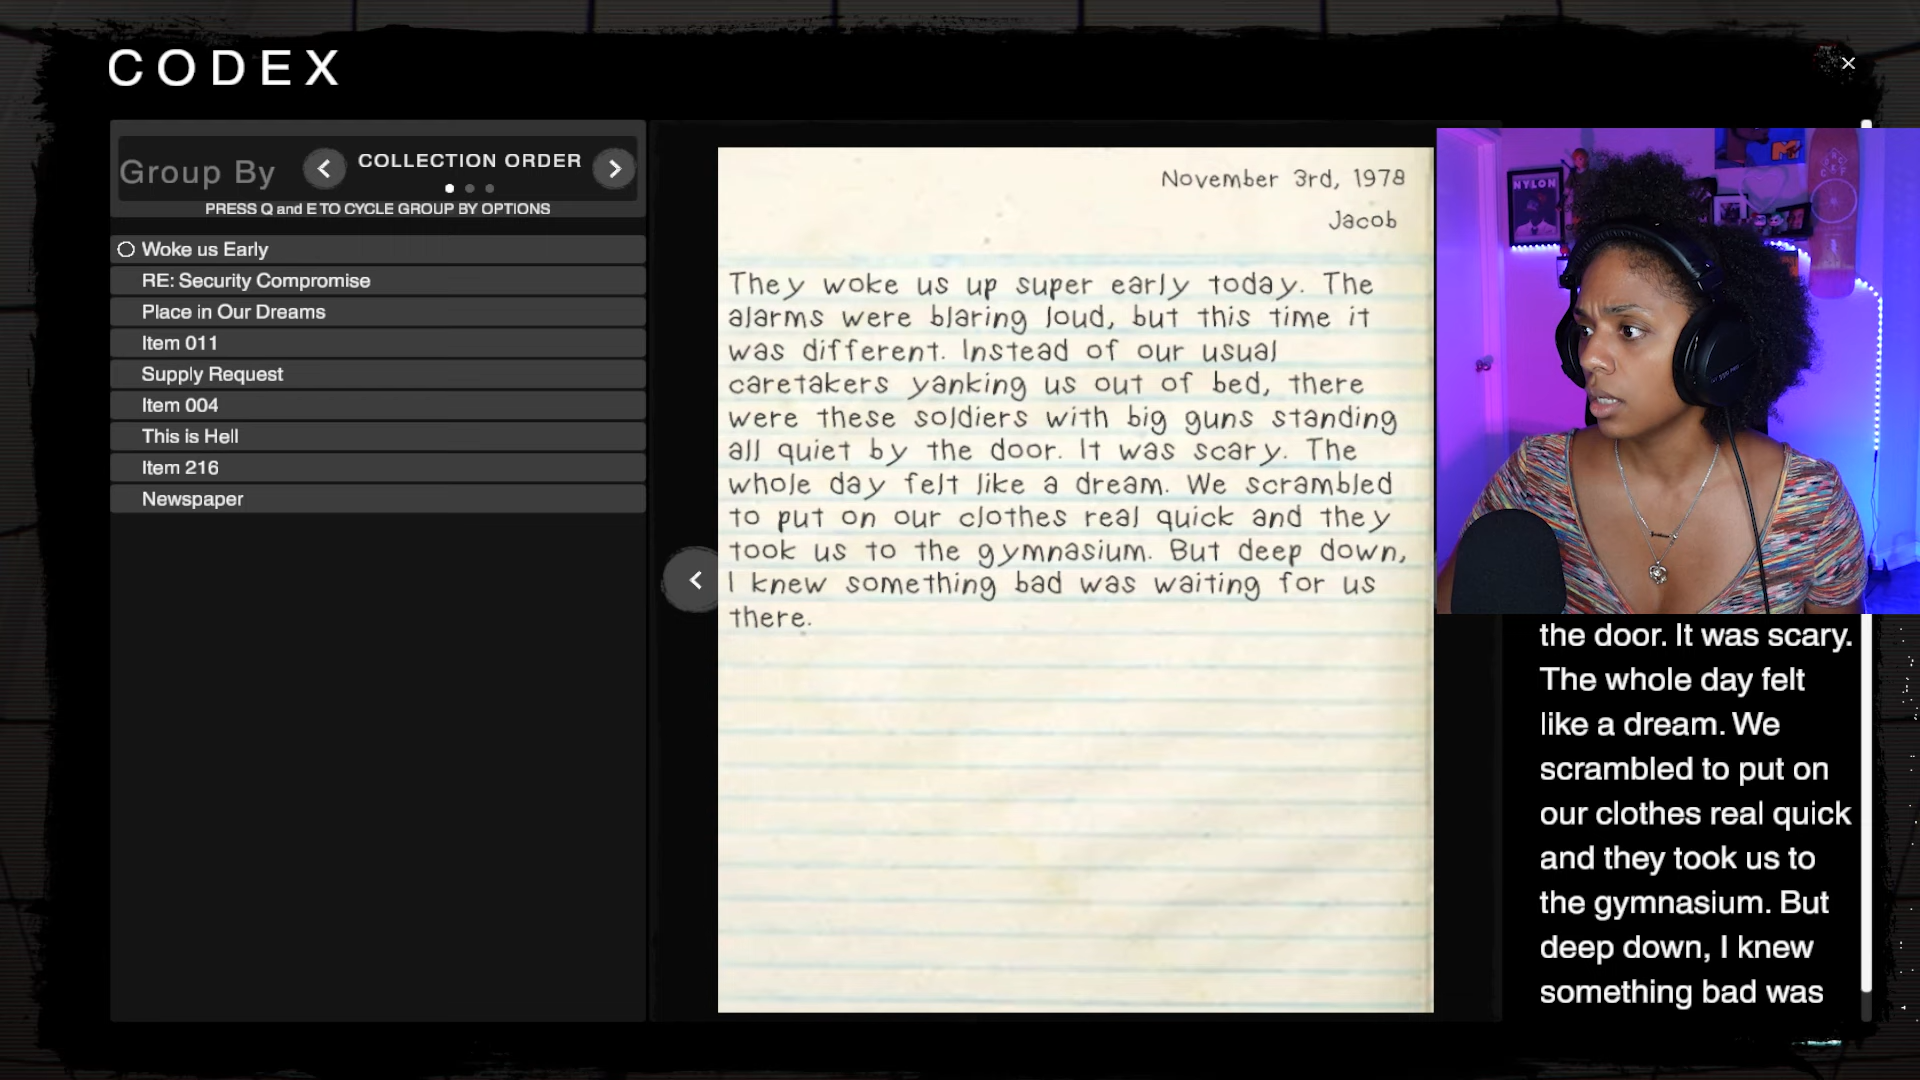 CODEX
Group By
COLLECTION ORDER
PRESS Q and E TO CYCLE GROUP BY OPTIONS
Woke us Early
RE: Security Compromise
Place in Our Dreams
Item 011
Supply Request
Item 004
This is Hell
Item 216
Newspaper
November 3rd, 1978
Jacob
They woke us up super early today. The
alarms were blaring loud, but this time it
was different. Instead of our usual
caretakers yanking us out of bed, there
were these soldiers with big guns standing
all quiet by the door. It was scary. The
whole day felt like a dream. We scrambled
to put on our clothes real quick and they
took us to the gymnasium. But deep down,
I knew something bad was waiting for us
there.
NYLON
the door. It was scary.
The whole day felt
like a dream. We
scrambled to put on
our clothes real quick
and they took us to
the gymnasium. But
deep down, I knew
something bad was